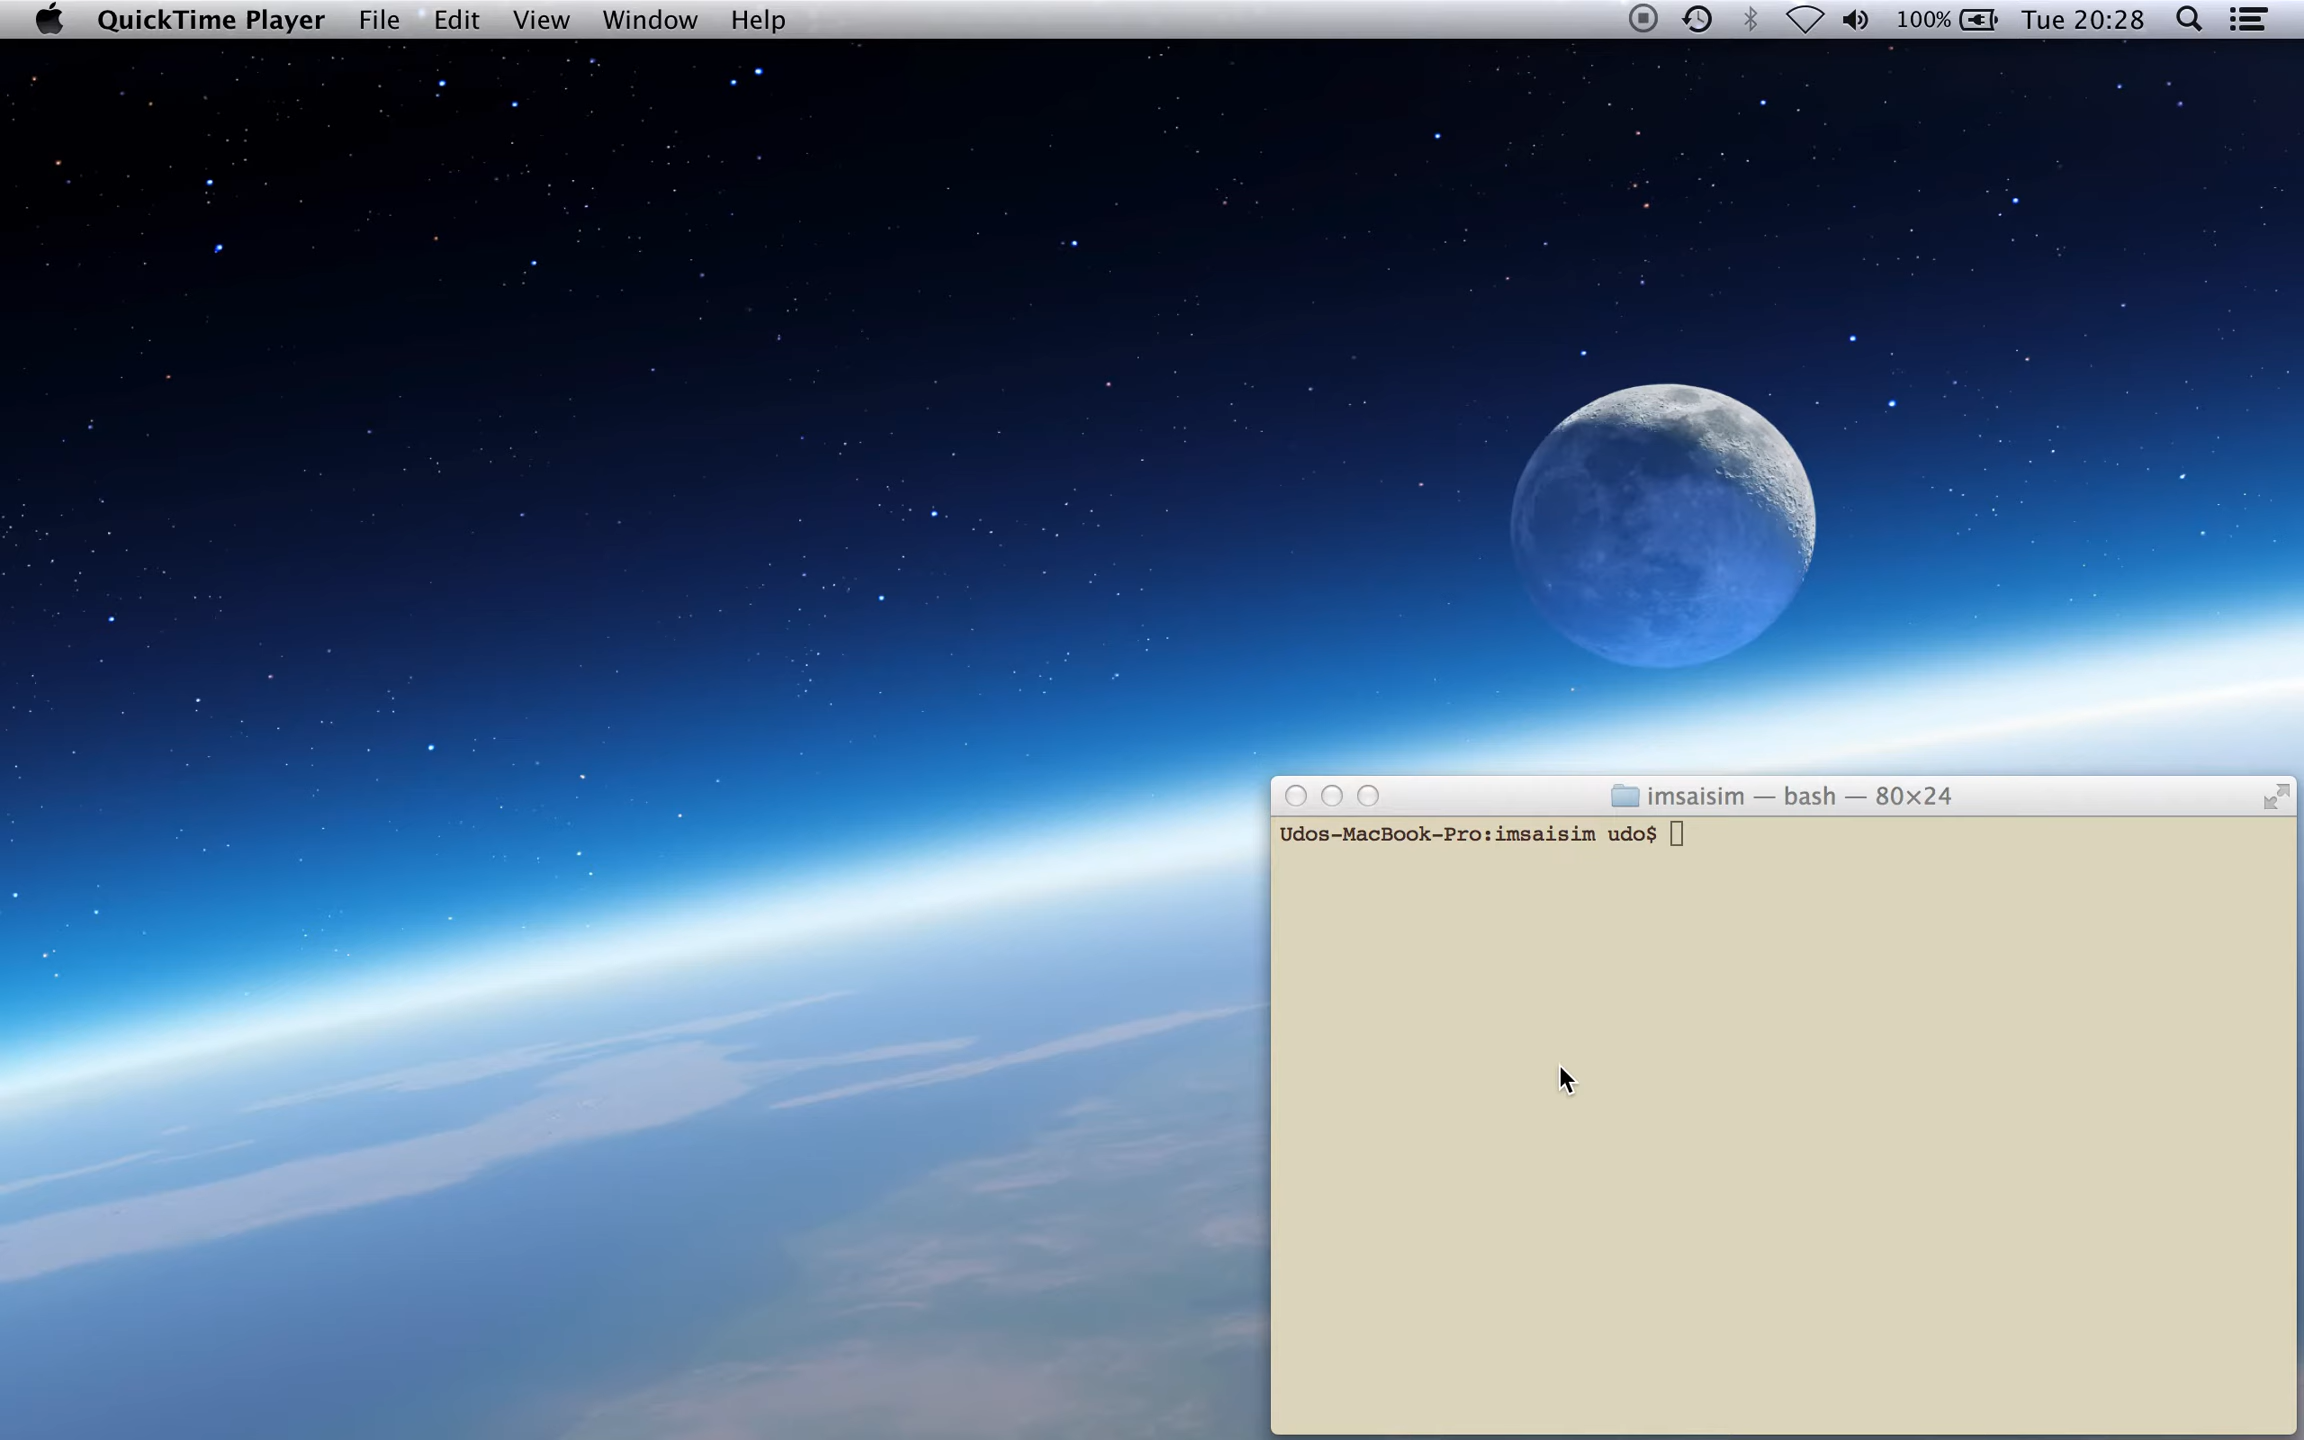 QuickTime Player File Edit View Window Help 100% Tue 20:28
imsaisim — bash — 80×24
Udos-MacBook-Pro:imsaisim udo$